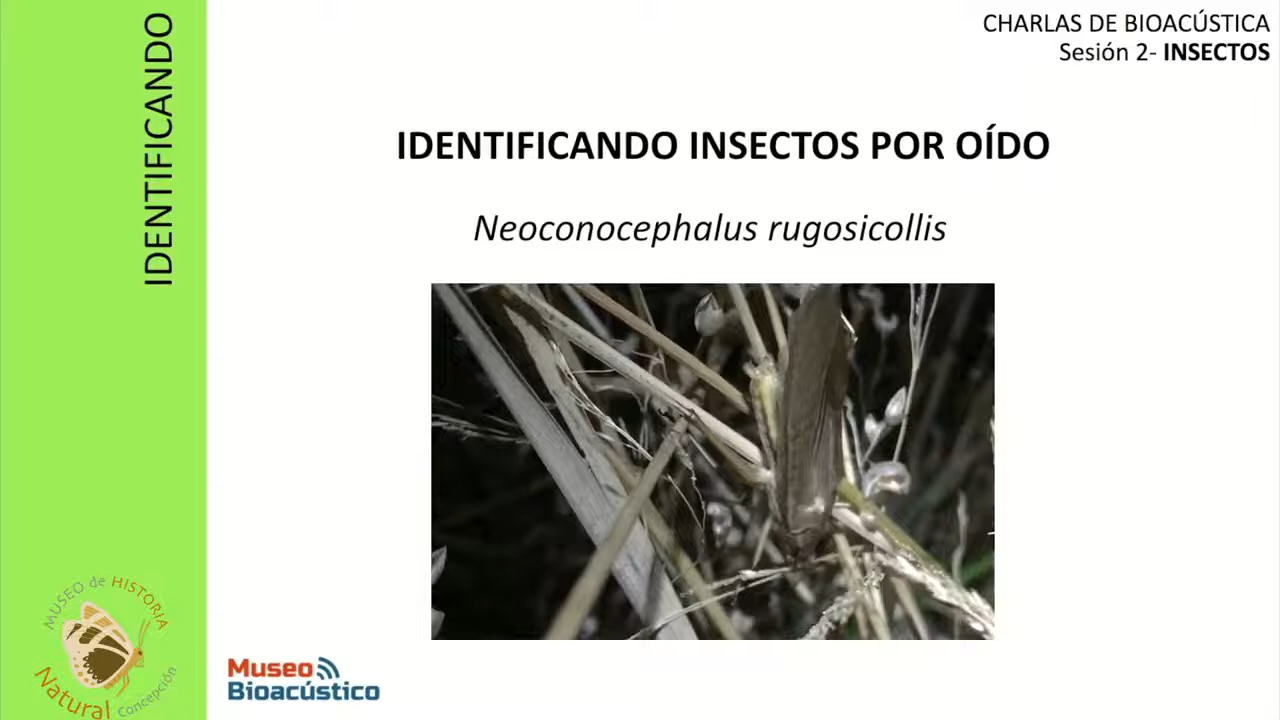 IDENTIFICANDO
CHARLAS DE BIOACÚSTICA
Sesión 2- INSECTOS
IDENTIFICANDO INSECTOS POR OÍDO
Neoconocephalus rugosicollis
MUSEO de HISTORIA
Natural Concepción
Museo
Bioacústico